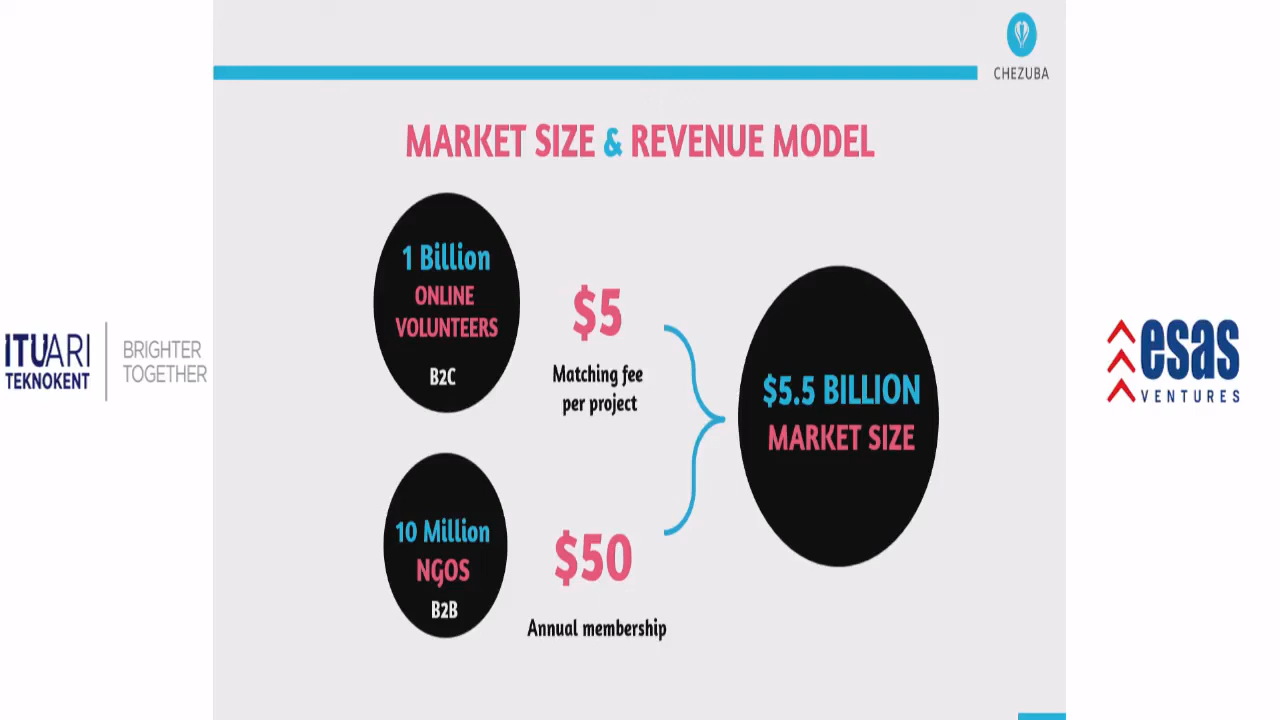 CHEZUBA
MARKET SIZE & REVENUE MODEL
1 Billion
ONLINE
VOLUNTEERS
B2C
$5
Matching fee
per project
10 Million
NGOS
B2B
$50
Annual membership
$5.5 BILLION
MARKET SIZE
ITUARI
TEKNOKENT
BRIGHTER
TOGETHER
esas
VENTURES